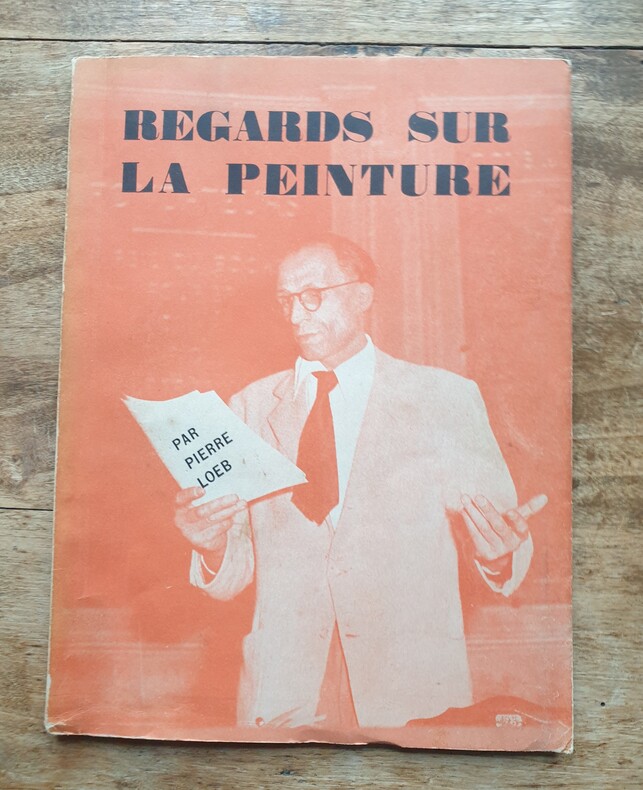 REGARDS SUR
LA PEINTURE
PAR
PIERRE
LOEB